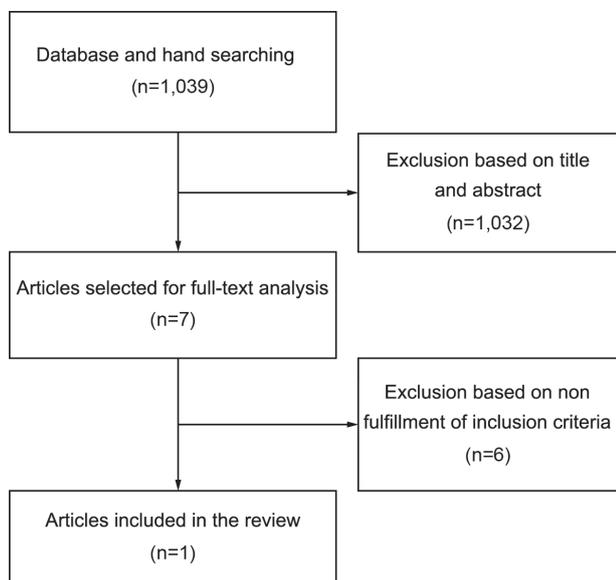 Database and hand searching
(n=1,039)
Exclusion based on title
and abstract
(n=1,032)
Articles selected for full-text analysis
(n=7)
Exclusion based on non
fulfillment of inclusion criteria
(n=6)
Articles included in the review
(n=1)